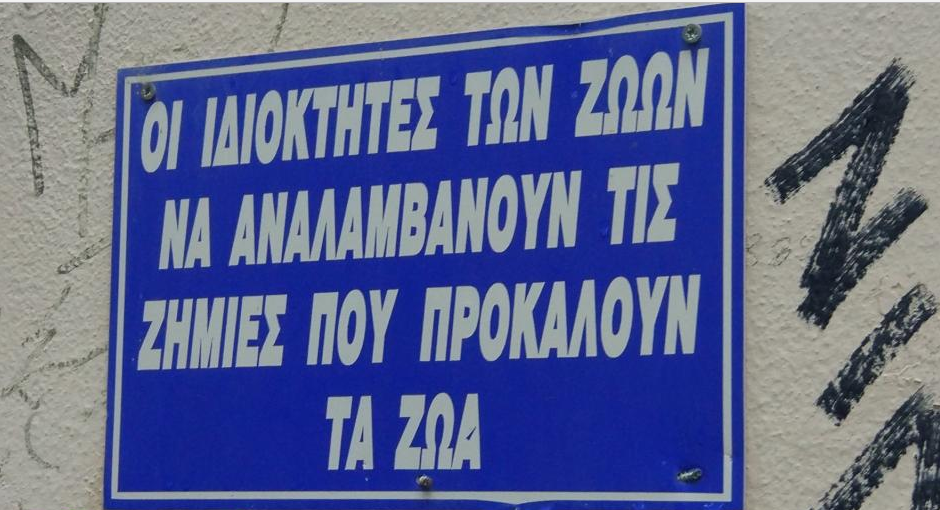 ΟΙ ΙΔΙΟΚΤΗΤΕΣ ΤΩΝ ΖΩΩΝ
ΝΑ ΑΝΑΛΑΜΒΑΝΟΥΝ ΤΙΣ
ΖΗΜΙΕΣ ΠΟΥ ΠΡΟΚΑΛΟΥΝ
ΤΑ ΖΩΑ